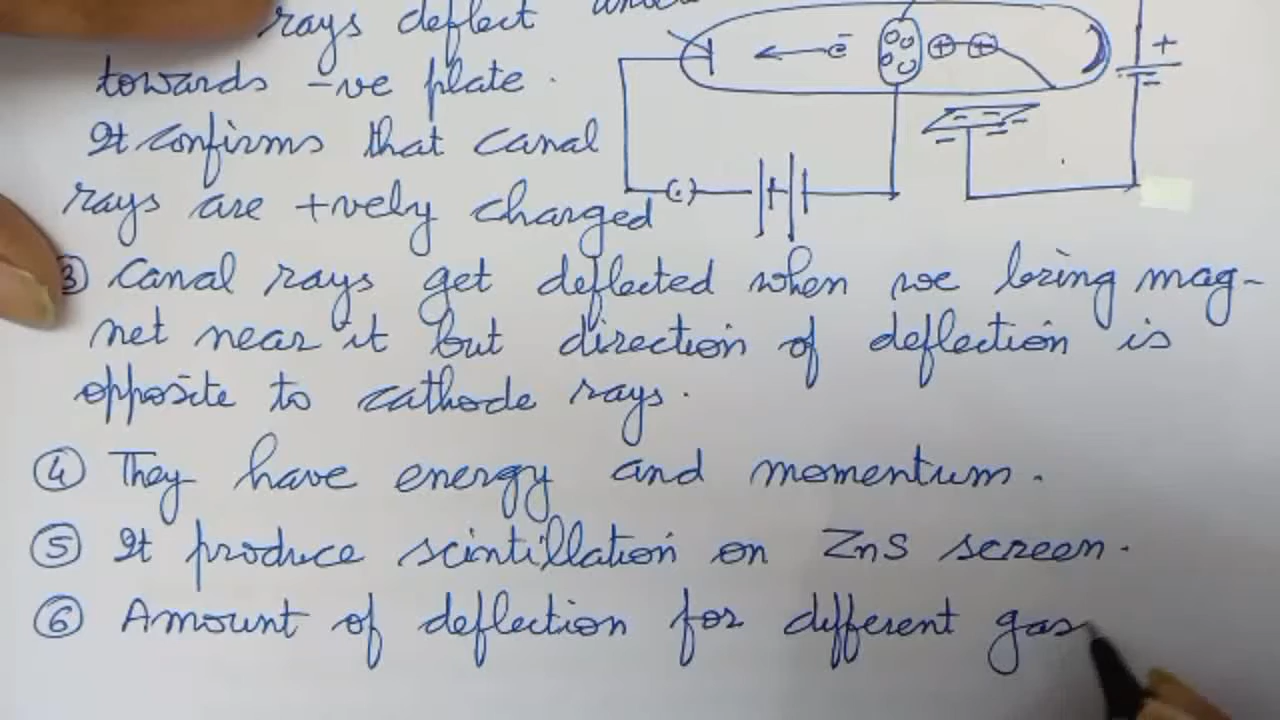 rays deflect
towards -ve plate.
It confirms that canal
rays are +vely charged
③ Canal rays get deflected when we bring mag-
net near it but direction of deflection is
opposite to cathode rays.
④ They have energy and momentum.
⑤ It produce scintillation on ZnS screen.
⑥ Amount of deflection for different gas
ē
+ +
+